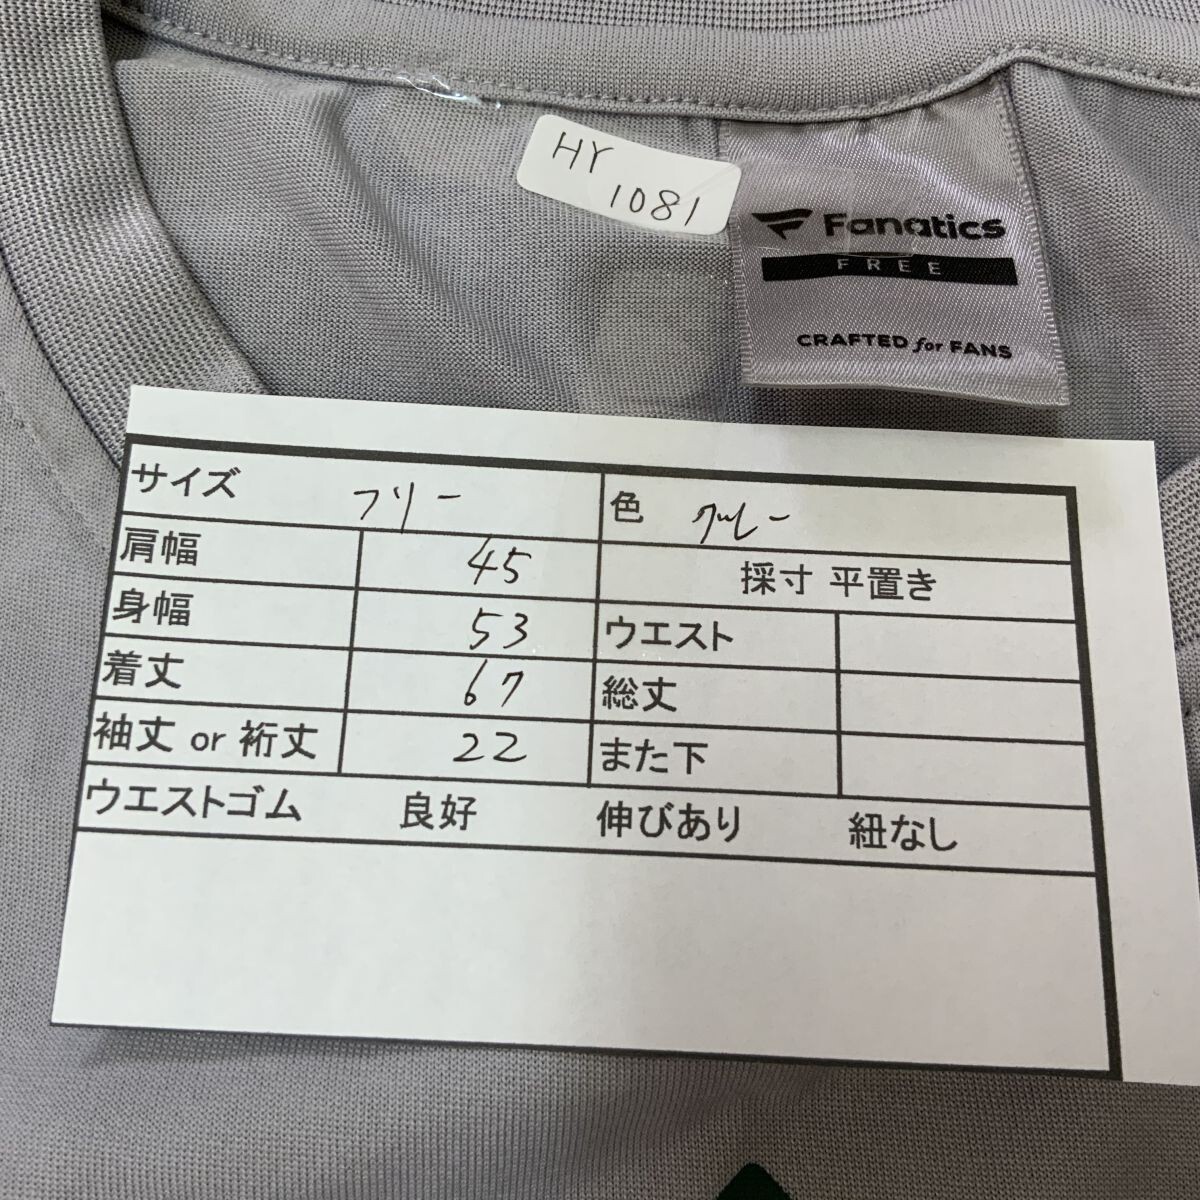 HY
1081
Fanatics
FREE
CRAFTED for FANS
サイズ フリー 色 グレー
肩幅 45 採寸 平置き
身幅 53 ウエスト
着丈 67 総丈
袖丈 or 裄丈 22 また下
ウエストゴム 良好 伸びあり 紐なし